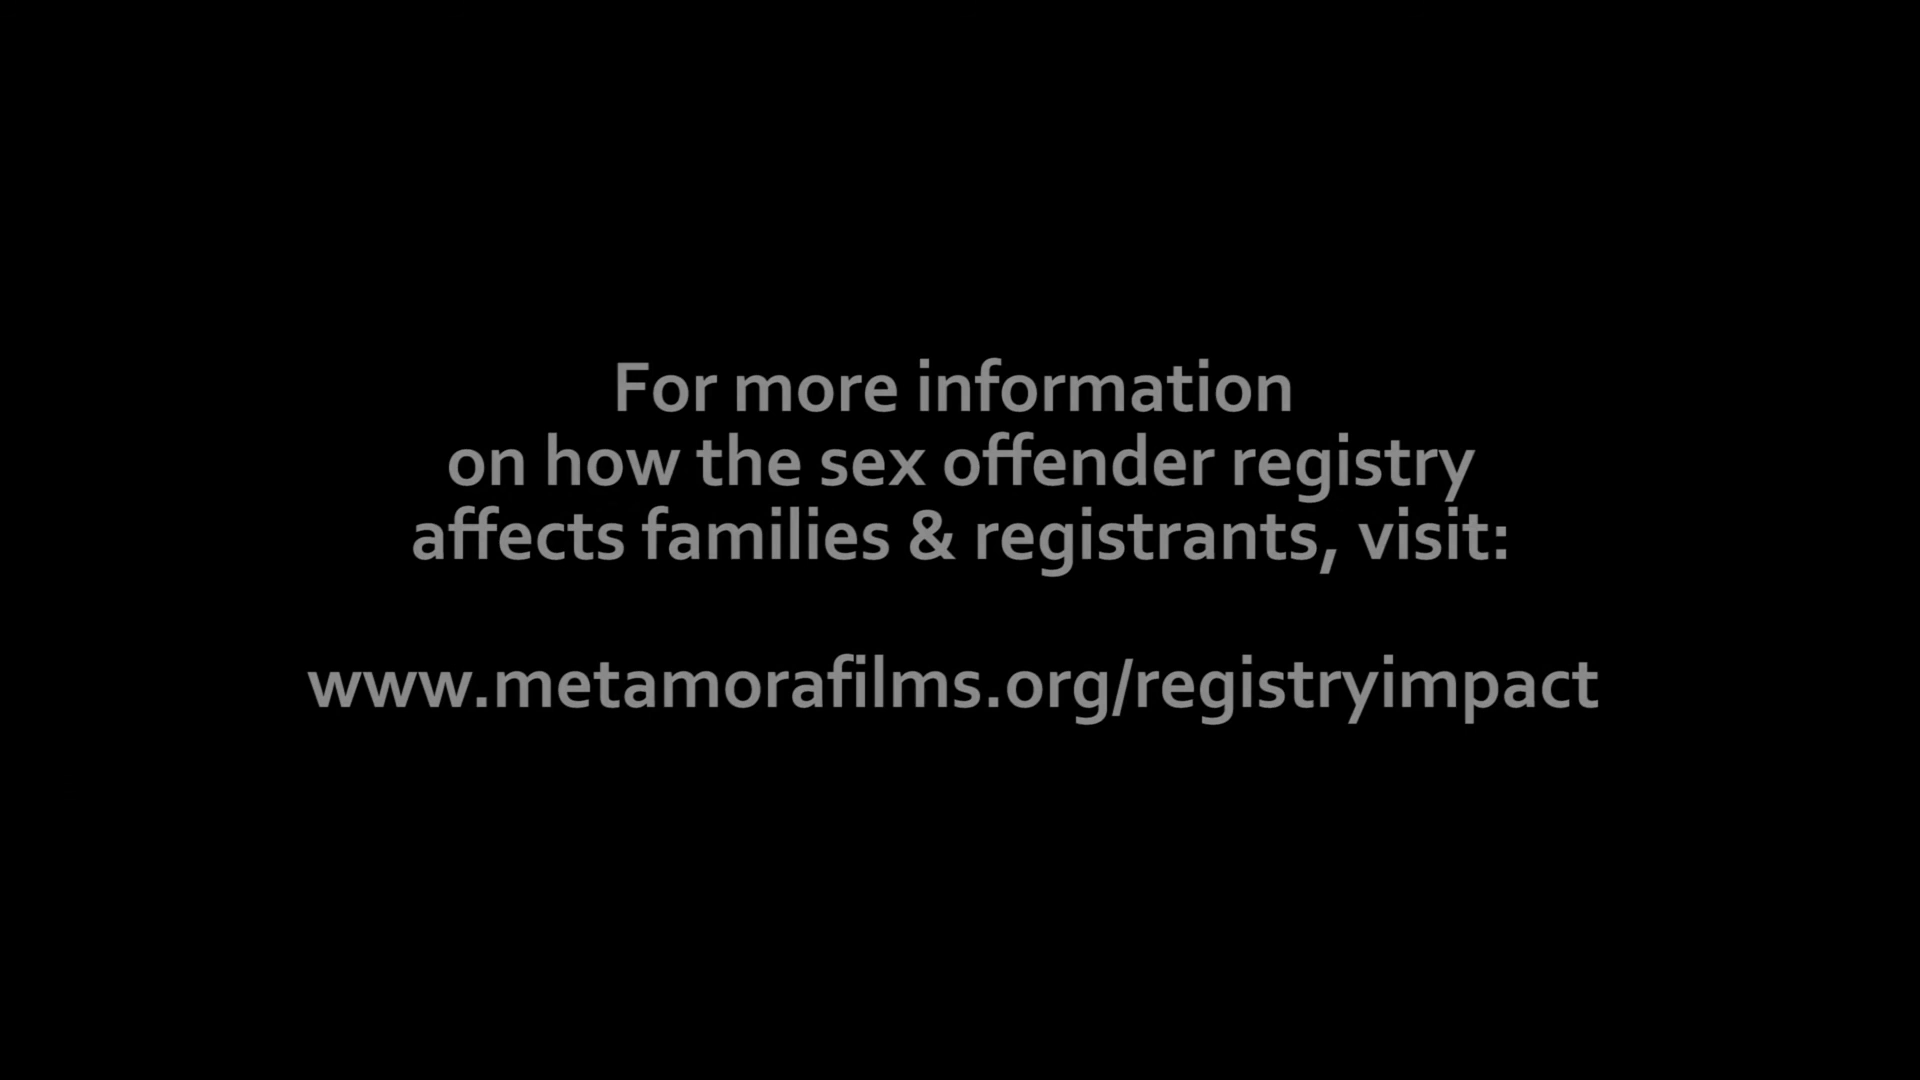 For more information
on how the sex offender registry
affects families & registrants, visit:
www.metamorafilms.org/registryimpact